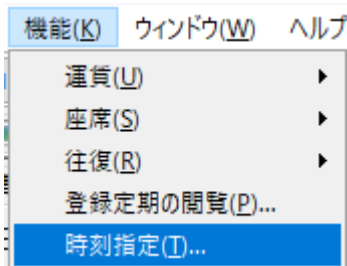 機能(K) ウィンドウ(W) ヘルプ
運賃(U)
座席(S)
往復(R)
登録定期の閲覧(P)...
時刻指定(T)...